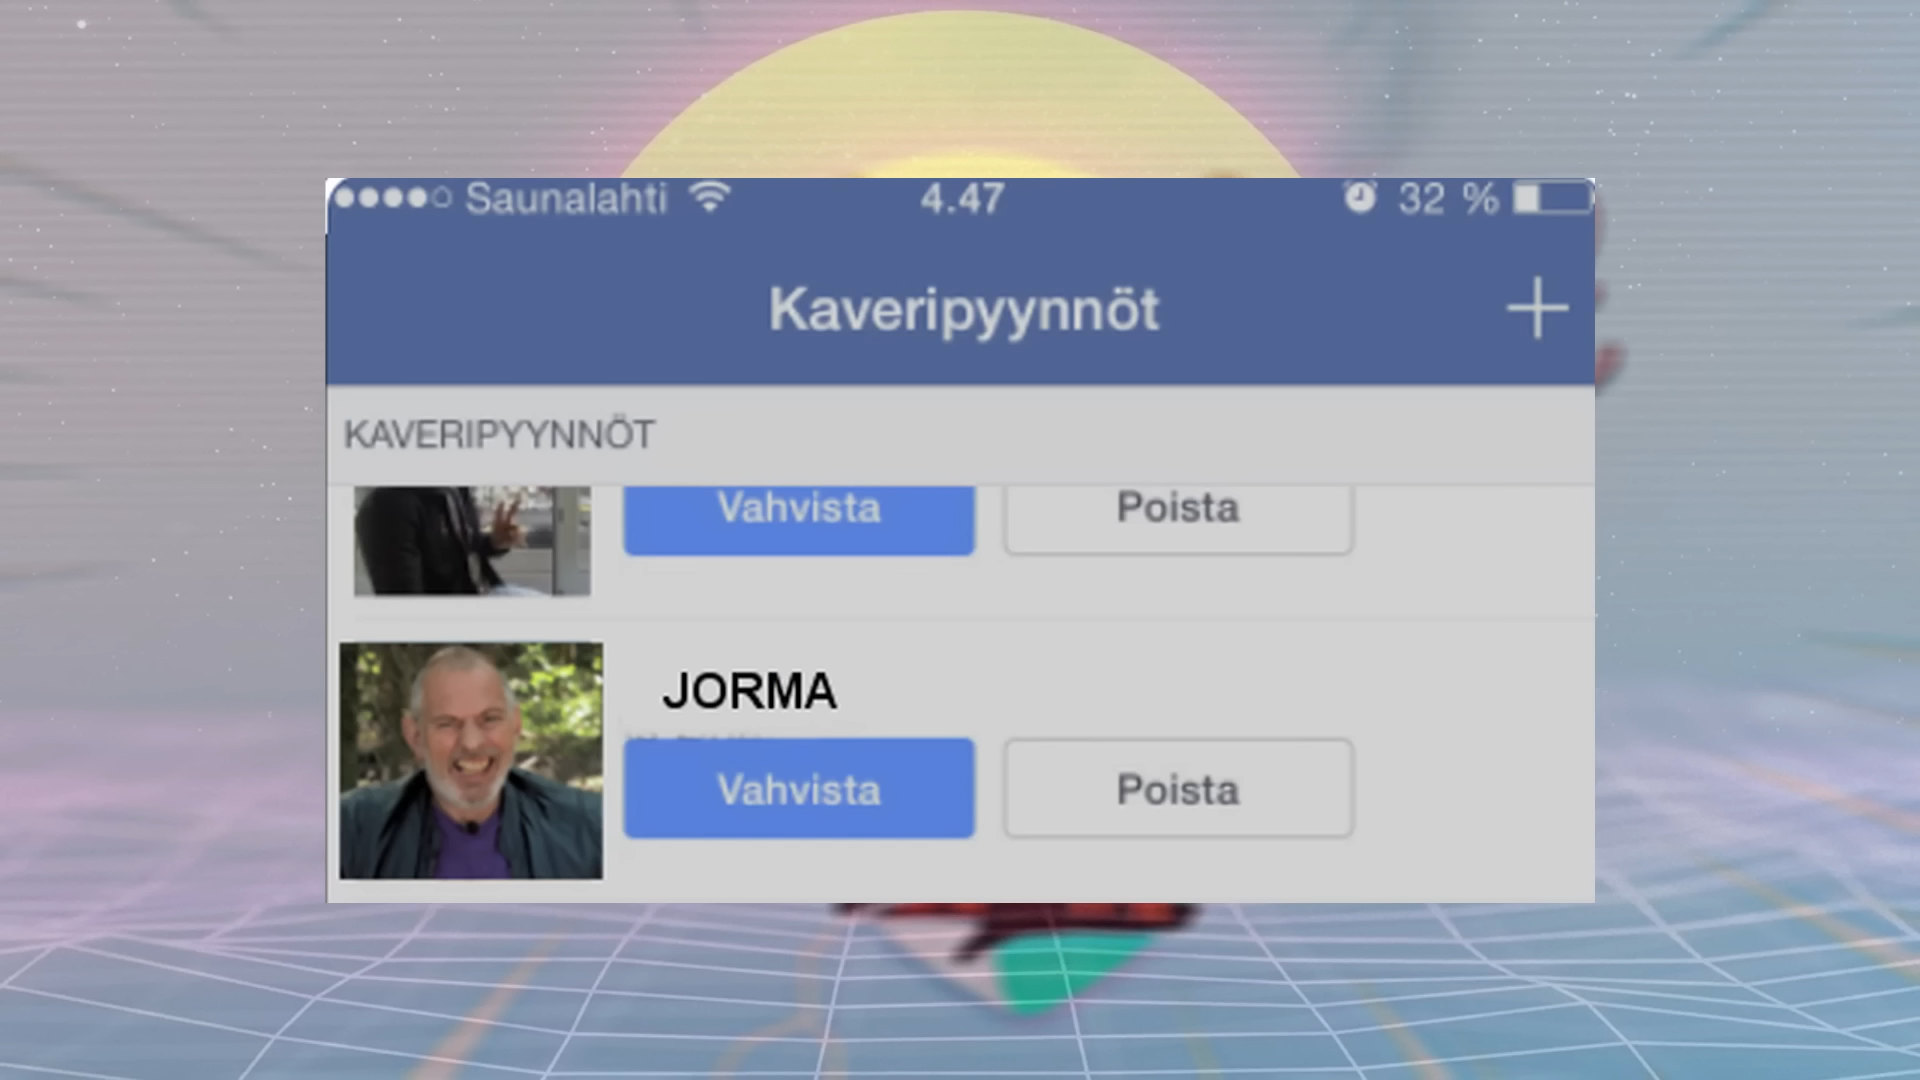 Saunalahti 4.47 32 %
Kaveripyynnöt
KAVERIPYYNNÖT
Vahvista Poista
JORMA
Vahvista Poista